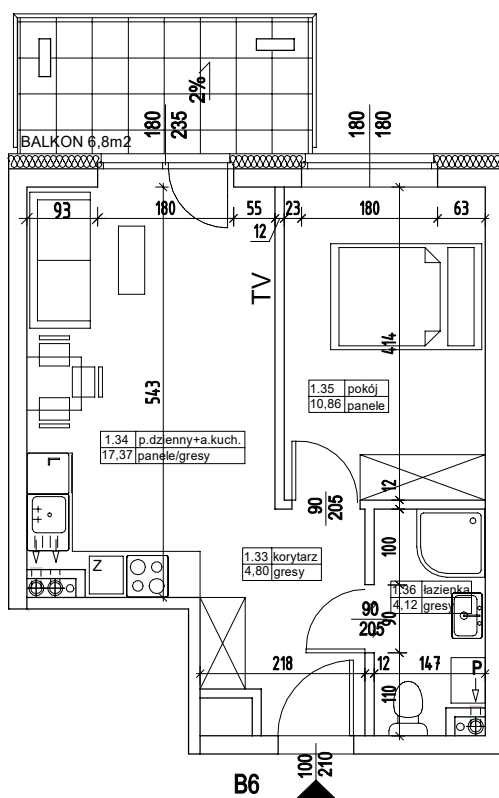 2%
180
235
180
180
BALKON 6,8m2
93
180
55
23
180
63
12
TV
414
543
1.35 pokój
10,86 panele
1.34 p.dzienny+a.kuch.
17,37 panele/gresy
L
12
90
205
100
Z
1.33 korytarz
4,80 gresy
1.36 łazienka
4,12 gresy
90
205
90
218
12
147
P
110
100
210
B6